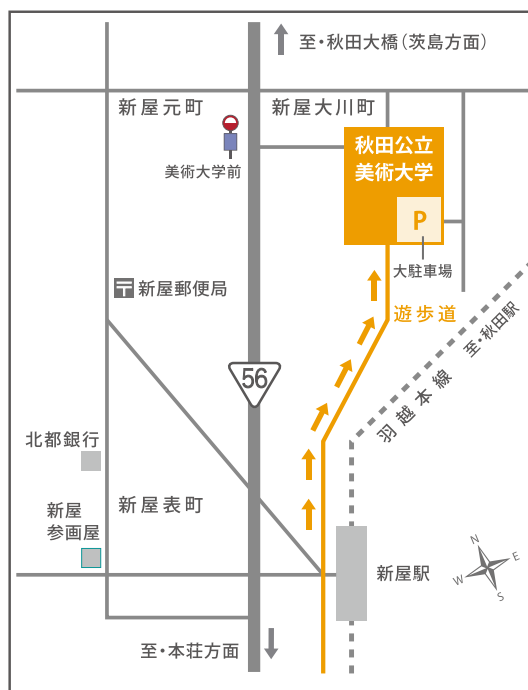 至・秋田大橋（茨島方面）
新屋元町
新屋大川町
秋田公立
美術大学
美術大学前
P
大駐車場
新屋郵便局
遊歩道
至・秋田駅
56
羽越本線
北都銀行
新屋表町
新屋
参画屋
新屋駅
N
E
W
S
至・本荘方面